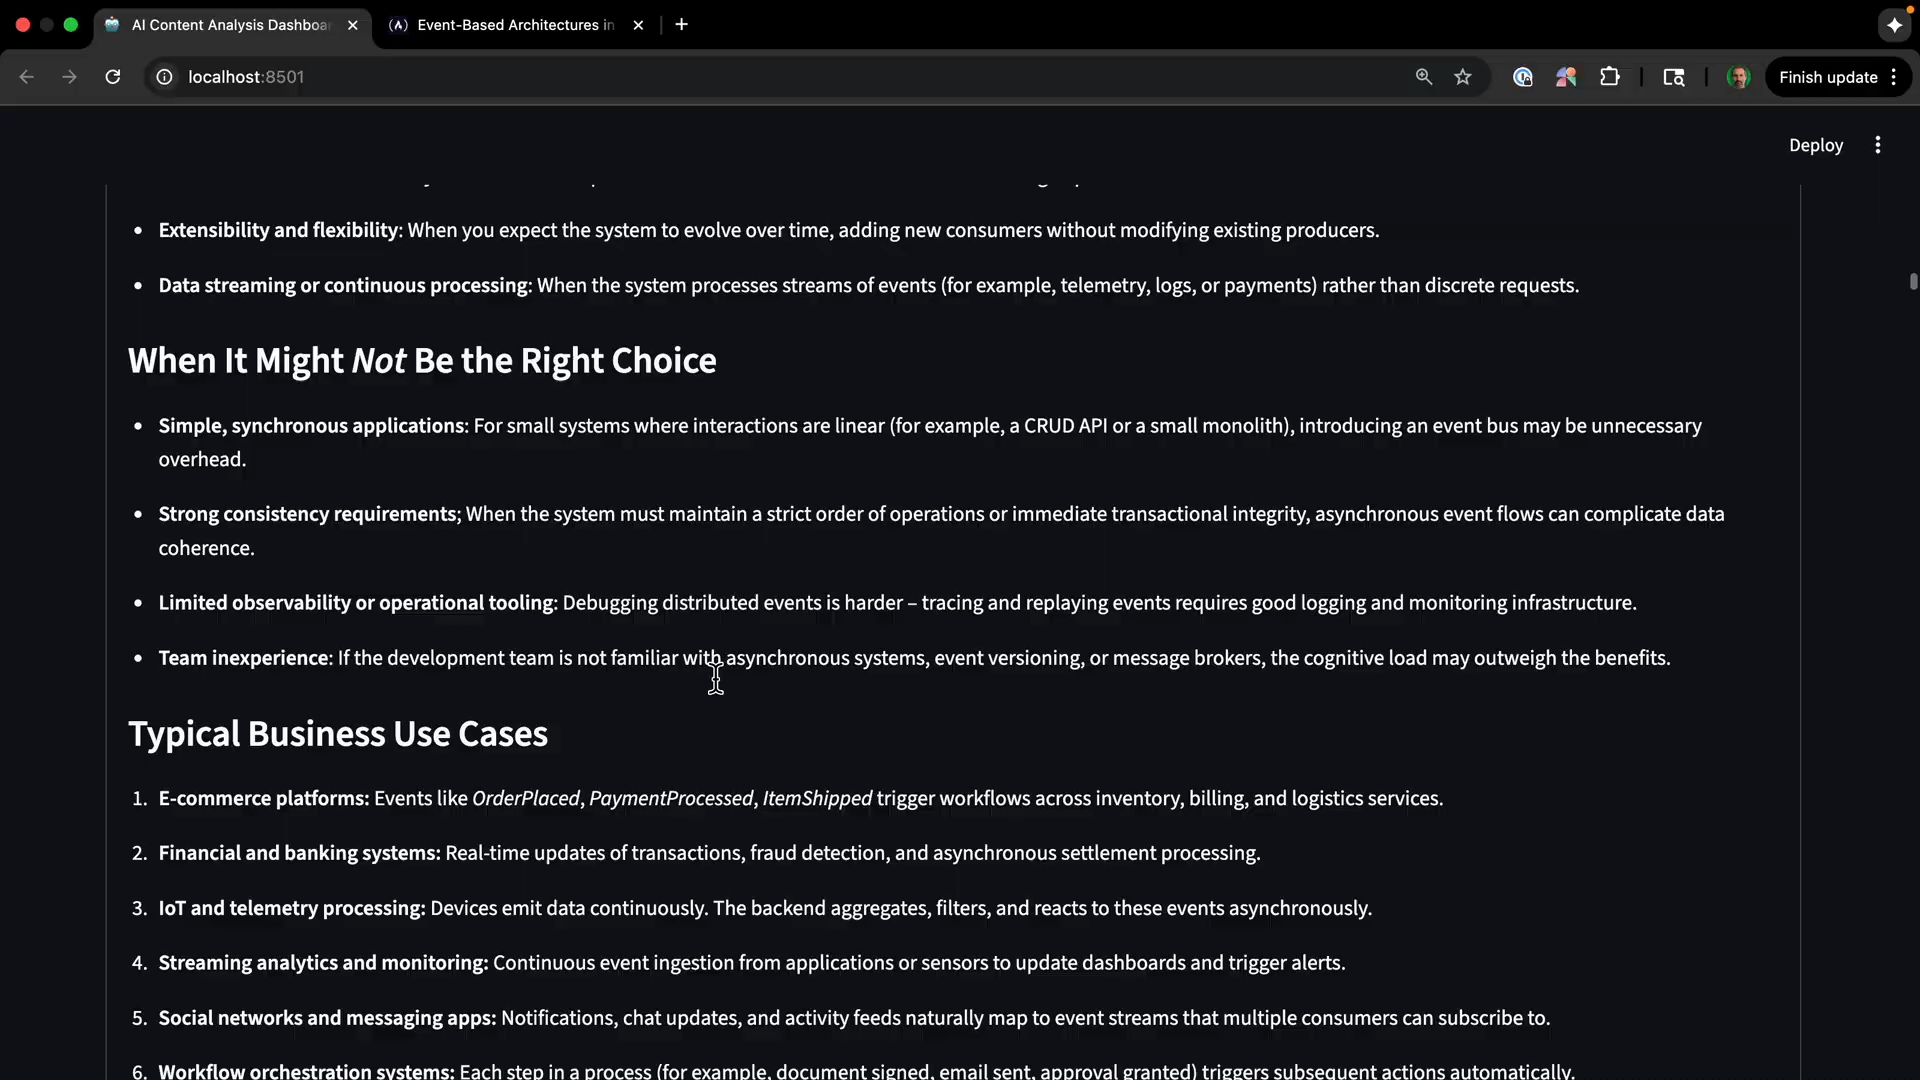 AI Content Analysis Dashboar
Event-Based Architectures in
localhost:8501
Finish update
Deploy
• Extensibility and flexibility: When you expect the system to evolve over time, adding new consumers without modifying existing producers.
• Data streaming or continuous processing: When the system processes streams of events (for example, telemetry, logs, or payments) rather than discrete requests.
When It Might Not Be the Right Choice
• Simple, synchronous applications: For small systems where interactions are linear (for example, a CRUD API or a small monolith), introducing an event bus may be unnecessary
overhead.
• Strong consistency requirements; When the system must maintain a strict order of operations or immediate transactional integrity, asynchronous event flows can complicate data
coherence.
• Limited observability or operational tooling: Debugging distributed events is harder – tracing and replaying events requires good logging and monitoring infrastructure.
• Team inexperience: If the development team is not familiar with asynchronous systems, event versioning, or message brokers, the cognitive load may outweigh the benefits.
Typical Business Use Cases
1. E-commerce platforms: Events like OrderPlaced, PaymentProcessed, ItemShipped trigger workflows across inventory, billing, and logistics services.
2. Financial and banking systems: Real-time updates of transactions, fraud detection, and asynchronous settlement processing.
3. IoT and telemetry processing: Devices emit data continuously. The backend aggregates, filters, and reacts to these events asynchronously.
4. Streaming analytics and monitoring: Continuous event ingestion from applications or sensors to update dashboards and trigger alerts.
5. Social networks and messaging apps: Notifications, chat updates, and activity feeds naturally map to event streams that multiple consumers can subscribe to.
6. Workflow orchestration systems: Each step in a process (for example, document signed, email sent, approval granted) triggers subsequent actions automatically.